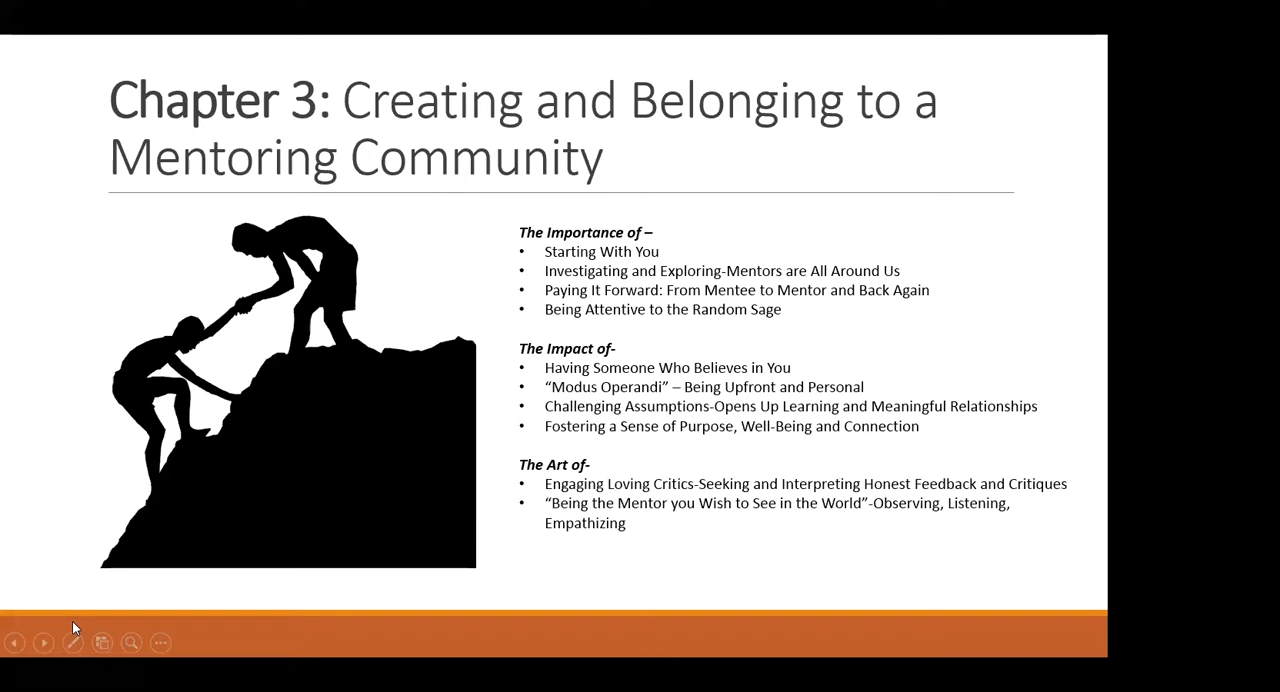 Chapter 3: Creating and Belonging to a
Mentoring Community
The Importance of –
• Starting With You
• Investigating and Exploring-Mentors are All Around Us
• Paying It Forward: From Mentee to Mentor and Back Again
• Being Attentive to the Random Sage
The Impact of-
• Having Someone Who Believes in You
• “Modus Operandi” – Being Upfront and Personal
• Challenging Assumptions-Opens Up Learning and Meaningful Relationships
• Fostering a Sense of Purpose, Well-Being and Connection
The Art of-
• Engaging Loving Critics-Seeking and Interpreting Honest Feedback and Critiques
• “Being the Mentor you Wish to See in the World”-Observing, Listening,
Empathizing